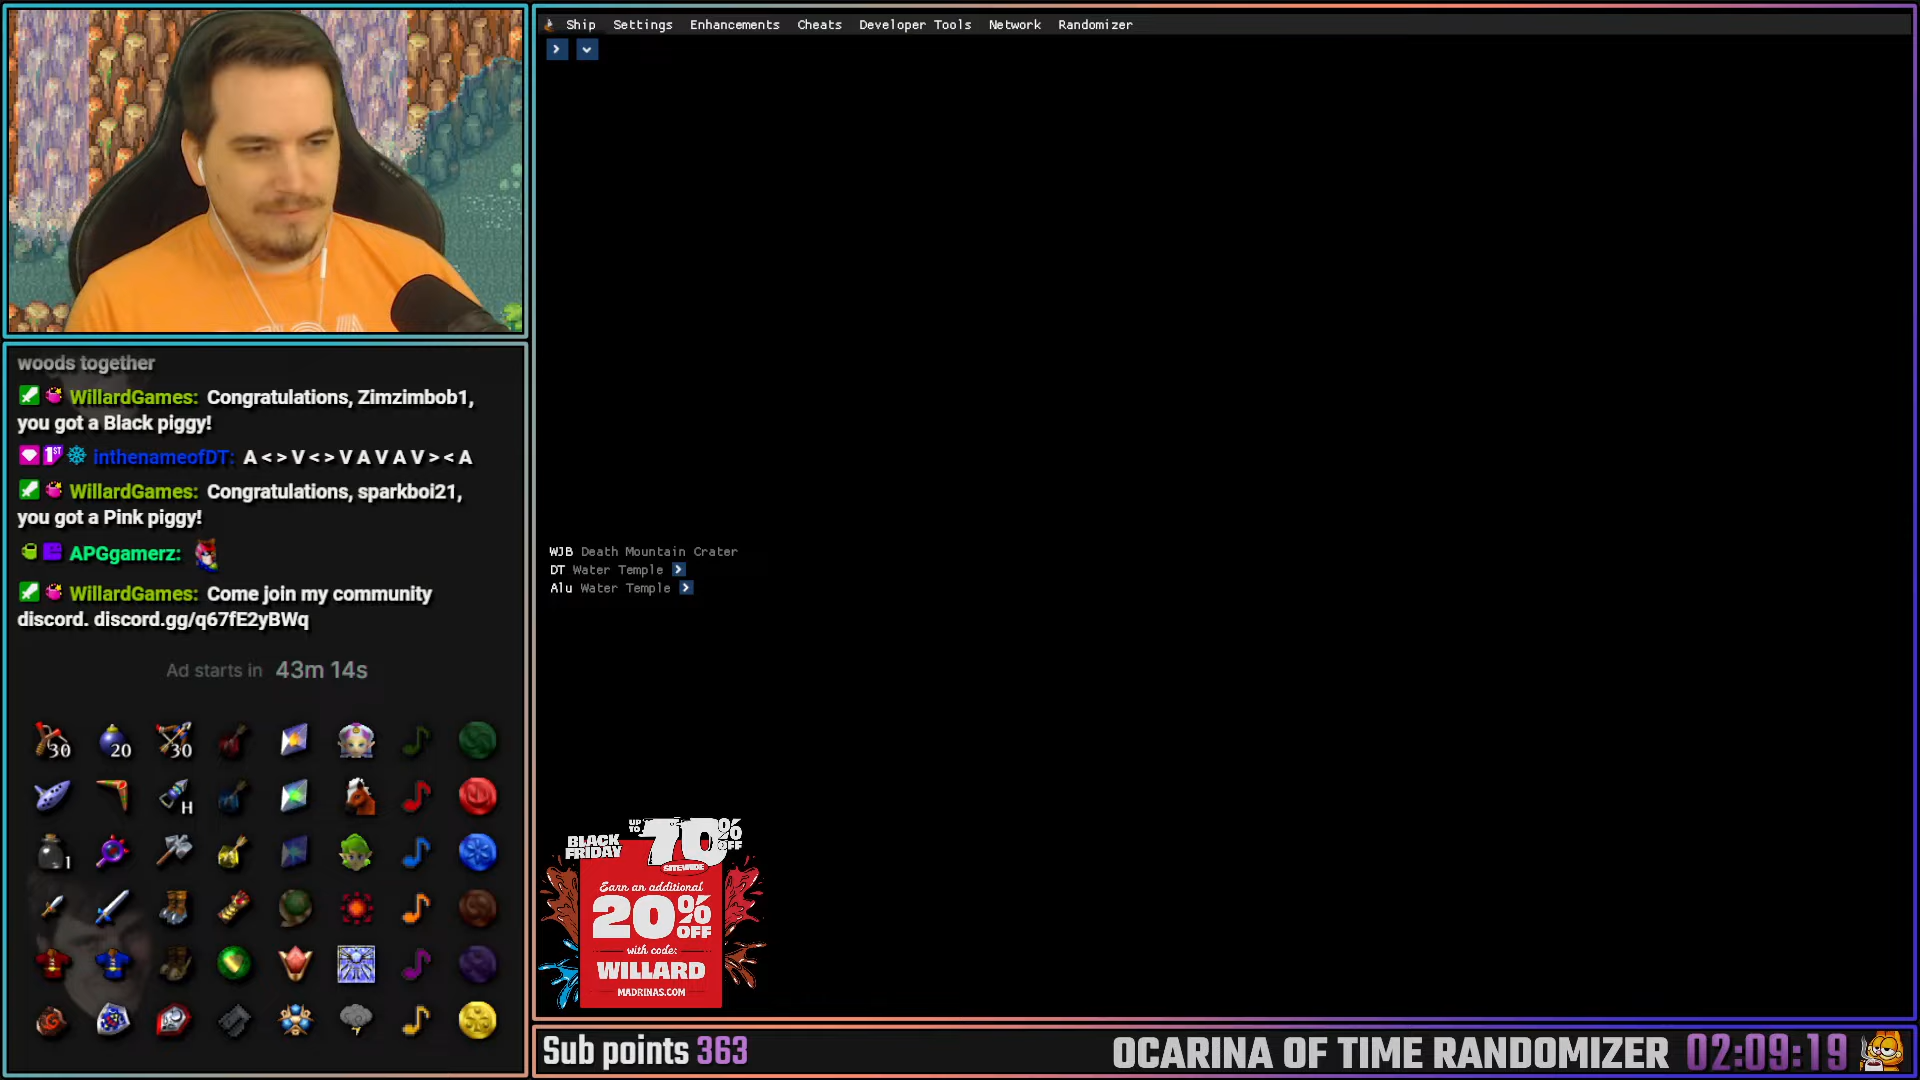 Ship Settings Enhancements Cheats Developer Tools Network Randomizer
woods together
WillardGames: Congratulations, Zimzimbob1,
you got a Black piggy!
1ST inthenameofDT: A < > V < > V A V A V > < A
WillardGames: Congratulations, sparkboi21,
you got a Pink piggy!
APGgamerz:
WillardGames: Come join my community
discord. discord.gg/q67fE2yBWq
Ad starts in 43m 14s
30 20 30
H
1
WJB Death Mountain Crater
DT Water Temple
Alu Water Temple
BLACK FRIDAY UP TO 70% OFF
SITEWIDE
Earn an additional
20% OFF
with code:
WILLARD
MADRINAS.COM
Sub points 363
OCARINA OF TIME RANDOMIZER 02:09:19